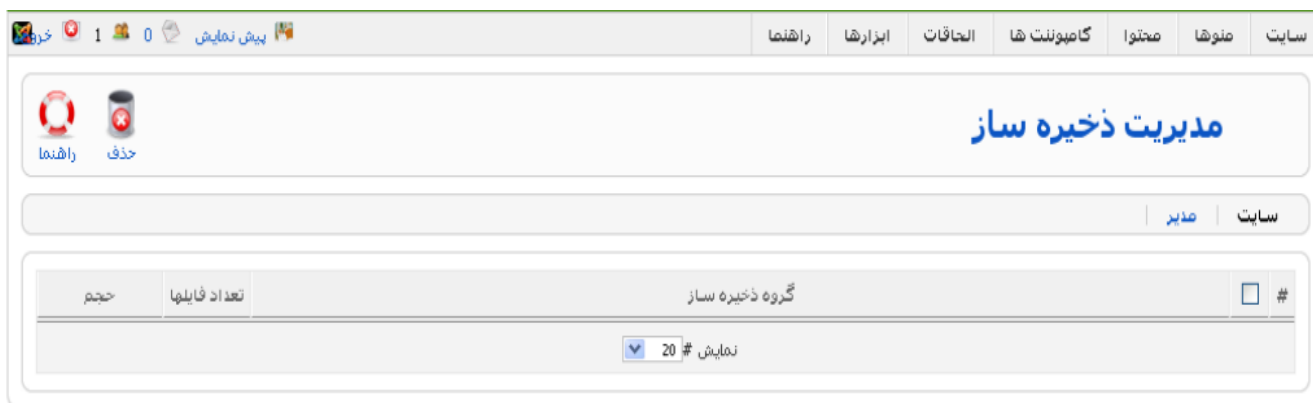 سایت منوها محتوا کامپوننت ها الحاقات ابزارها راهنما پیش نمایش 0 1
مدیریت ذخیره ساز
حذف راهنما
سایت مدیر
# گروه ذخیره ساز تعداد فایلها حجم
نمایش # 20